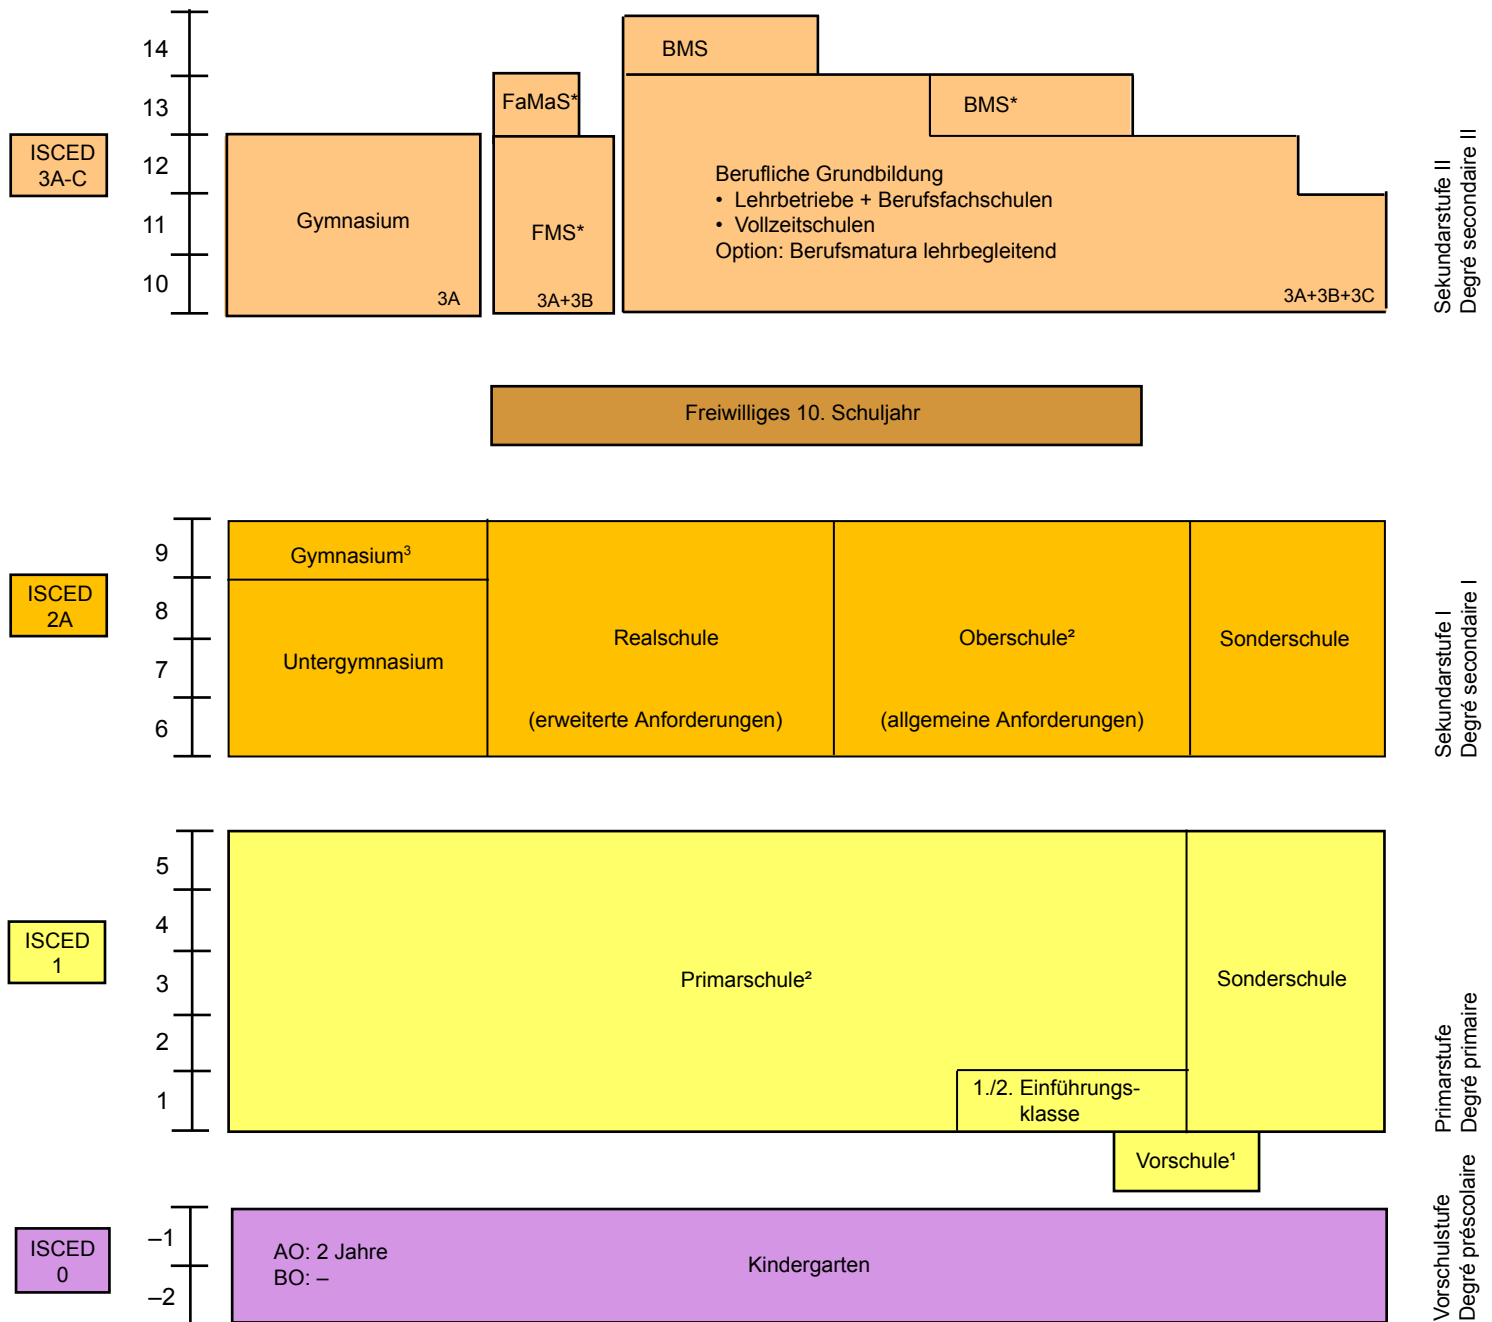 14
BMS
FaMaS*
13
BMS*
ISCED
3A-C
12
Berufliche Grundbildung
• Lehrbetriebe + Berufsfachschulen
• Vollzeitschulen
Option: Berufsmatura lehrbegleitend
11
Gymnasium
FMS*
10
3A
3A+3B
3A+3B+3C
Sekundarstufe II
Degré secondaire II
Freiwilliges 10. Schuljahr
9
Gymnasium³
ISCED
2A
8
Realschule
Oberschule²
Sonderschule
7
Untergymnasium
6
(erweiterte Anforderungen)
(allgemeine Anforderungen)
Sekundarstufe I
Degré secondaire I
5
4
ISCED
1
3
Primarschule²
Sonderschule
2
1
1./2. Einführungs-
klasse
Primarstufe
Degré primaire
Vorschule¹
–1
ISCED
0
AO: 2 Jahre
BO: –
Kindergarten
–2
Vorschulstufe
Degré préscolaire